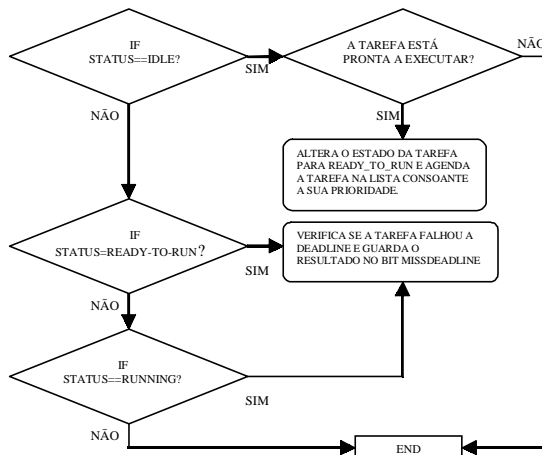 IF
STATUS==IDLE?
SIM
A TAREFA ESTÁ
PRONTA A EXECUTAR?
NÃO
NÃO
SIM
ALTERA O ESTADO DA TAREFA
PARA READY_TO_RUN E AGENDA
A TAREFA NA LISTA CONSOANTE
A SUA PRIORIDADE.
IF
STATUS=READY-TO-RUN?
SIM
VERIFICA SE A TAREFA FALHOU A
DEADLINE E GUARDA O
RESULTADO NO BIT MISSDEADLINE
NÃO
IF
STATUS==RUNNING?
SIM
NÃO
END